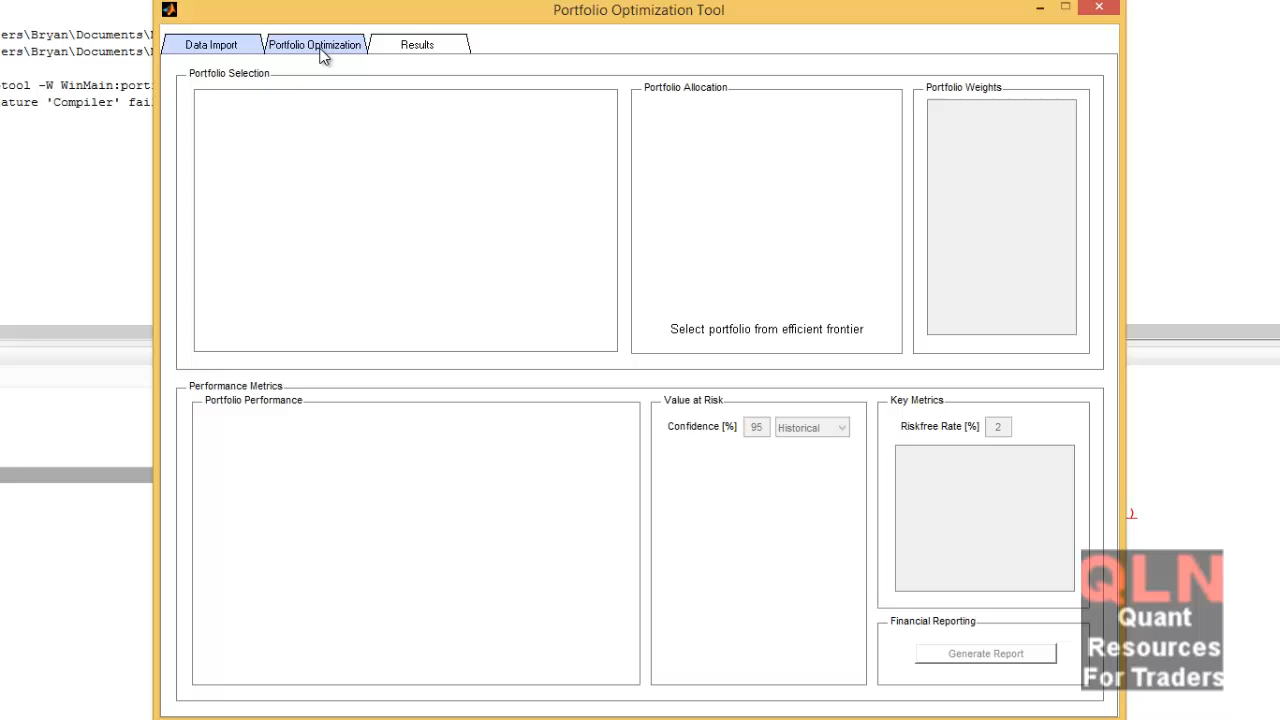 Portfolio Optimization Tool
ers\Bryan\Documents\
ers\Bryan\Documents\
tool -W WinMain:port
ature 'Compiler' fai
Data Import
Portfolio Optimization
Results
Portfolio Selection
Portfolio Allocation
Portfolio Weights
Select portfolio from efficient frontier
Performance Metrics
Portfolio Performance
Value at Risk
Key Metrics
Confidence [%] 95 Historical
Riskfree Rate [%] 2
)
Financial Reporting
Generate Report
QLN
Quant
Resources
For Traders